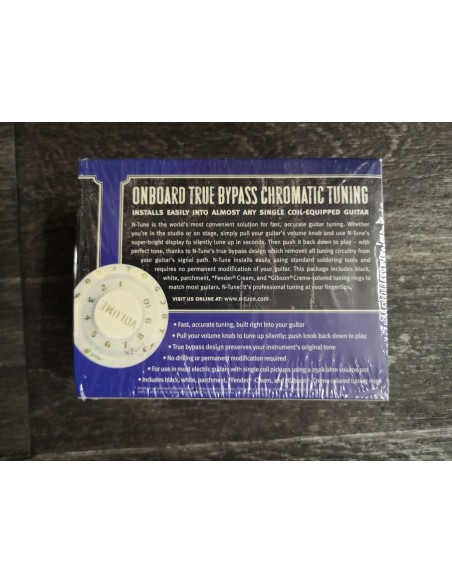 ONBOARD TRUE BYPASS CHROMATIC TUNING
INSTALLS EASILY INTO ALMOST ANY SINGLE COIL-EQUIPPED GUITAR
N-Tune is the world's most convenient solution for fast, accurate guitar tuning. Whether
you're in the studio or on stage, simply pull your guitar's volume knob and use N-Tune's
super-bright display to silently tune up in seconds. Then push it back down to play – with
perfect tone, thanks to N-Tune's true bypass design which removes all tuning circuitry from
your guitar's signal path. N-Tune installs easily using standard soldering tools and
requires no permanent modification of your guitar. This package includes black,
white, parchment, *Fender® Cream, and *Gibson® Creme-colored tuning rings to
match most guitars. N-Tune! It's professional tuning at your fingertips.
VISIT US ONLINE AT: www.n-tune.com
• Fast, accurate tuning, built right into your guitar
• Pull your volume knob to tune up silently; push knob back down to play
• True bypass design preserves your instrument's original tone
• No drilling or permanent modification required
• For use in most electric guitars with single coil pickups using a 250k ohm volume pot
• Includes black, white, parchment, *Fender® Cream, and *Gibson® Creme colored tuning rings
VOLUME
1
2
3
4
5
6
7
8
9
10